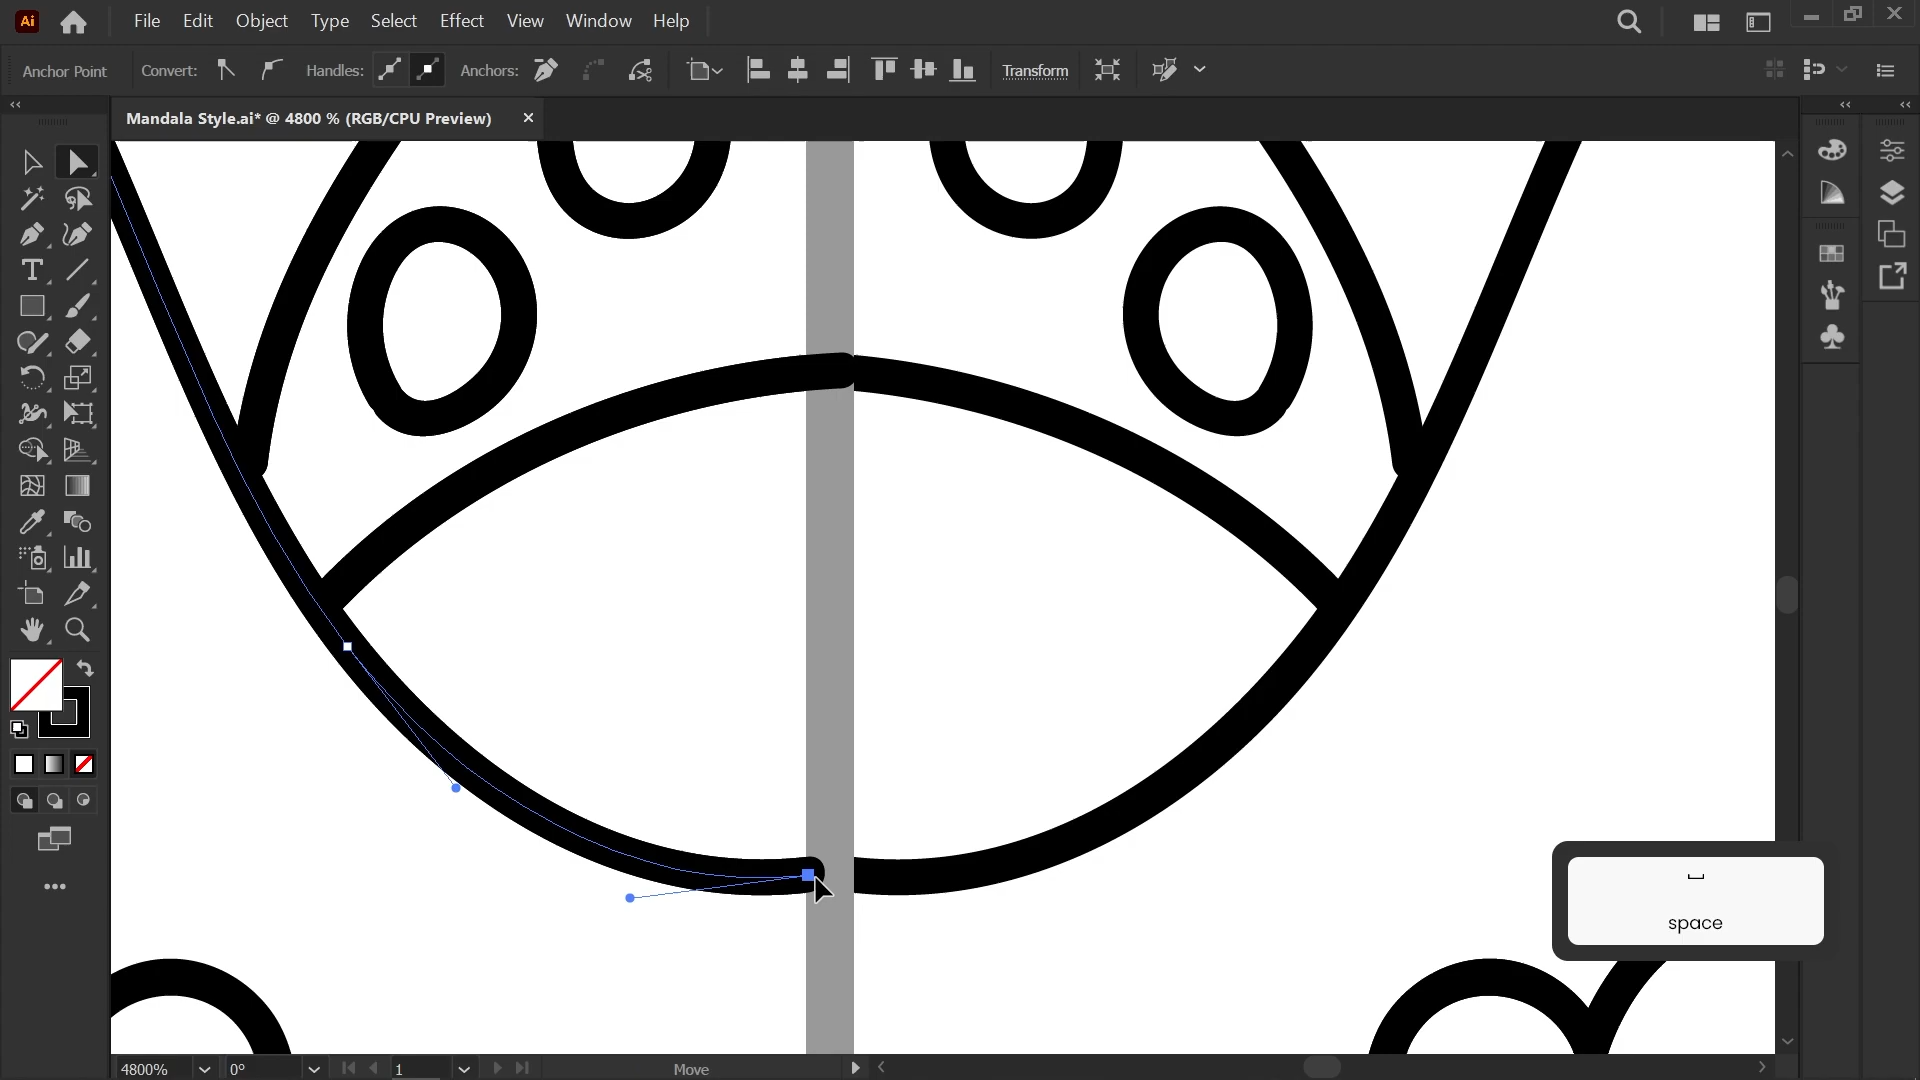 Ai File Edit Object Type Select Effect View Window Help
Anchor Point Convert: Handles: Anchors: Transform
Mandala Style.ai* @ 4800 % (RGB/CPU Preview)
space
4800% 0° 1 Move